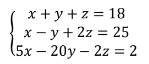 x + y + z = 18
x − y + 2z = 25
5x − 20y − 2z = 2